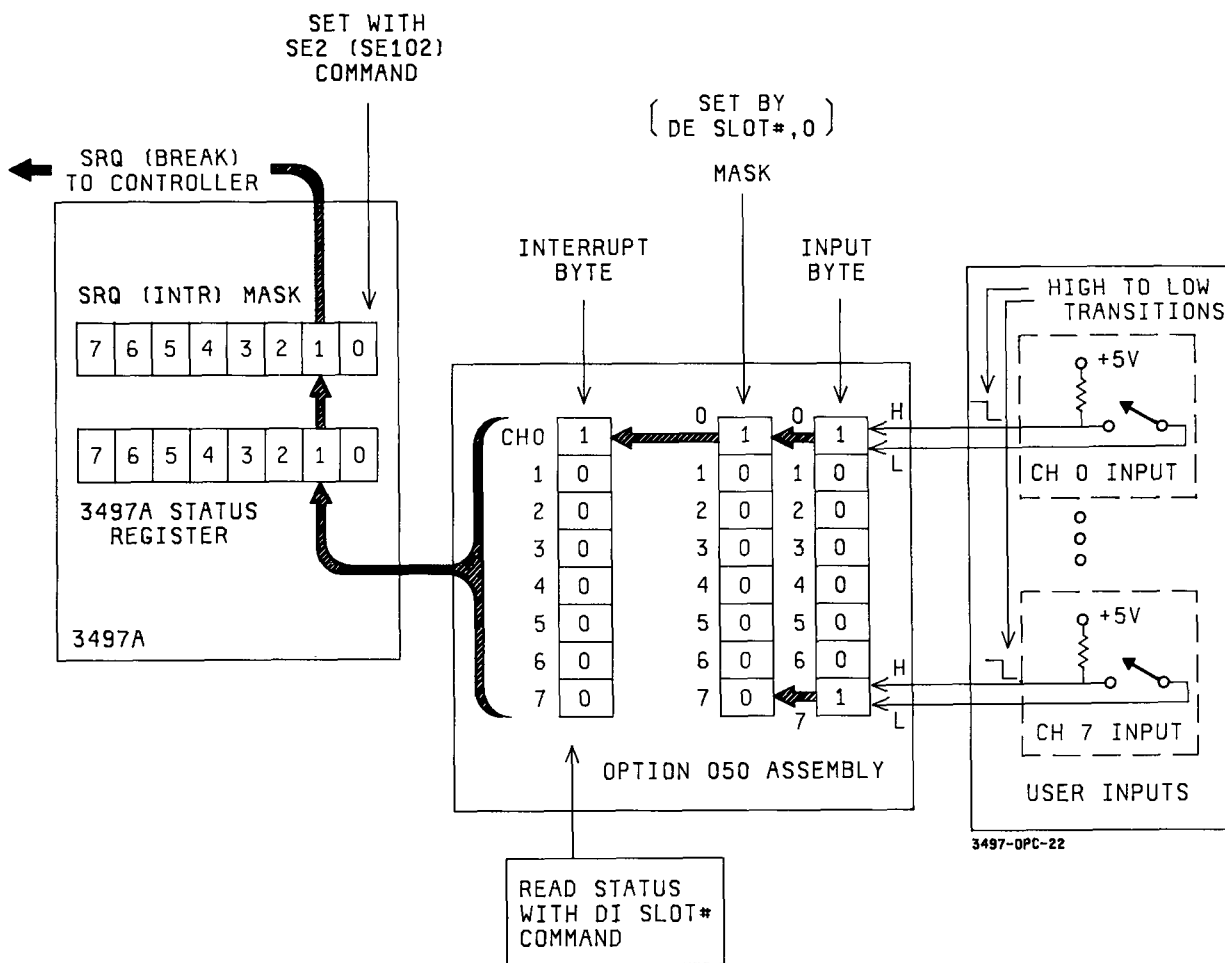 SET WITH
SE2 (SE102)
COMMAND
SRQ (BREAK)
TO CONTROLLER
( SET BY
DE SLOT#,0 )
MASK
INTERRUPT
BYTE
INPUT
BYTE
HIGH TO LOW
TRANSITIONS
SRQ (INTR) MASK
7 6 5 4 3 2 1 0
7 6 5 4 3 2 1 0
3497A STATUS
REGISTER
3497A
CH0 1 0 1 0 1 H
1 0 1 0 1 0 L
2 0 2 0 2 0
3 0 3 0 3 0
4 0 4 0 4 0
5 0 5 0 5 0
6 0 6 0 6 0 H
7 0 7 0 7 1 L
OPTION 050 ASSEMBLY
+5V
CH 0 INPUT
+5V
CH 7 INPUT
USER INPUTS
3497-OPC-22
READ STATUS
WITH DI SLOT#
COMMAND